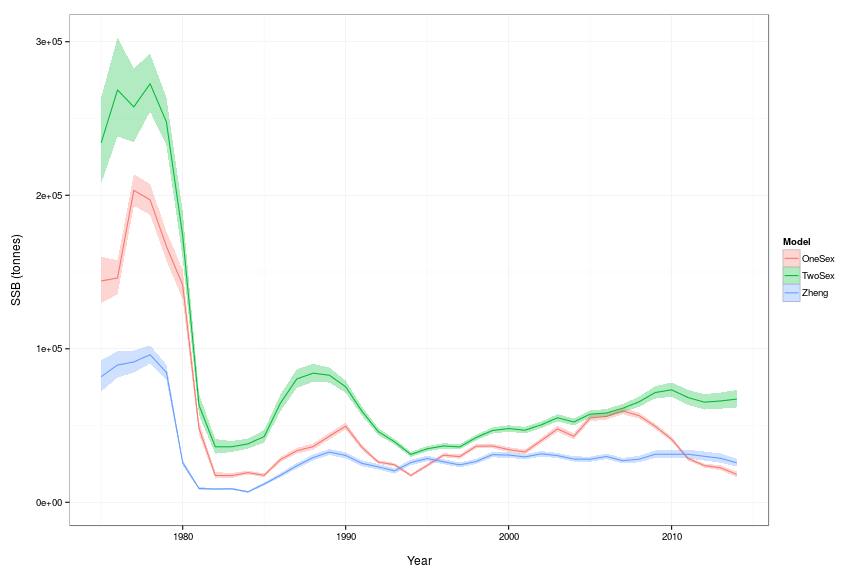 3e+05
2e+05
1e+05
0e+00
SSB (tonnes)
1980
1990
2000
2010
Year
Model
OneSex
TwoSex
Zheng